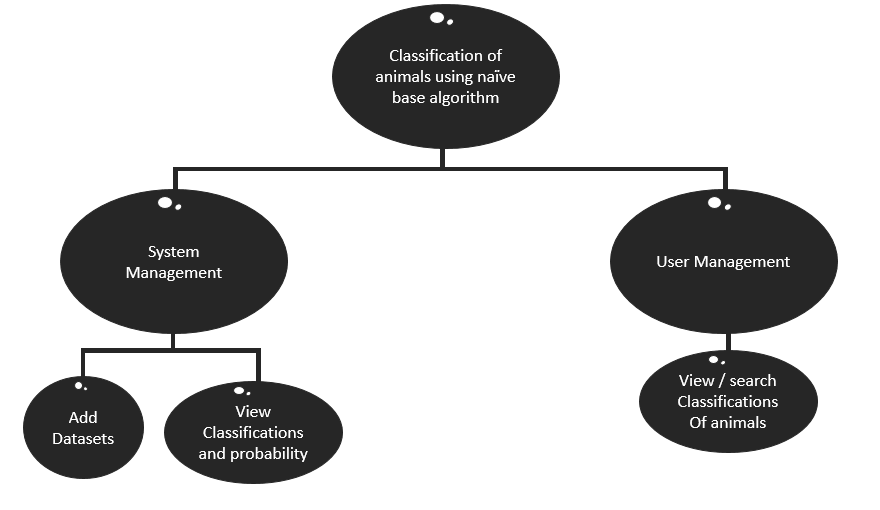 Classification of
animals using naïve
base algorithm
System
Management
User Management
Add
Datasets
View
Classifications
and probability
View / search
Classifications
Of animals